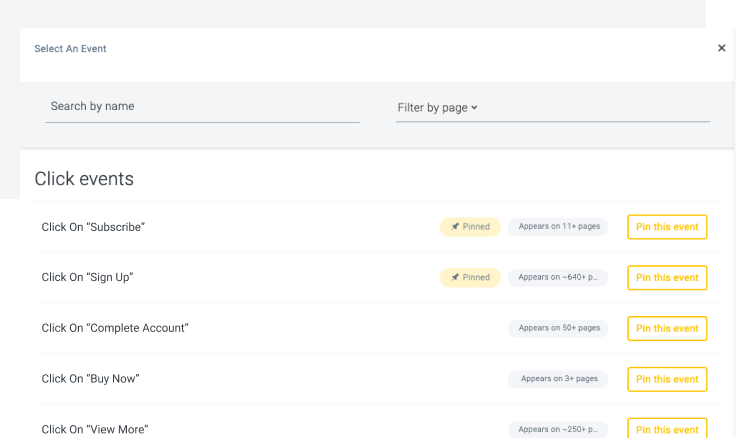 Select An Event
×
Search by name
Filter by page
Click events
Click On “Subscribe”
Pinned
Appears on 11+ pages
Pin this event
Click On “Sign Up”
Pinned
Appears on ~640+ p...
Pin this event
Click On “Complete Account”
Appears on 50+ pages
Pin this event
Click On “Buy Now”
Appears on 3+ pages
Pin this event
Click On “View More”
Appears on ~250+ p...
Pin this event